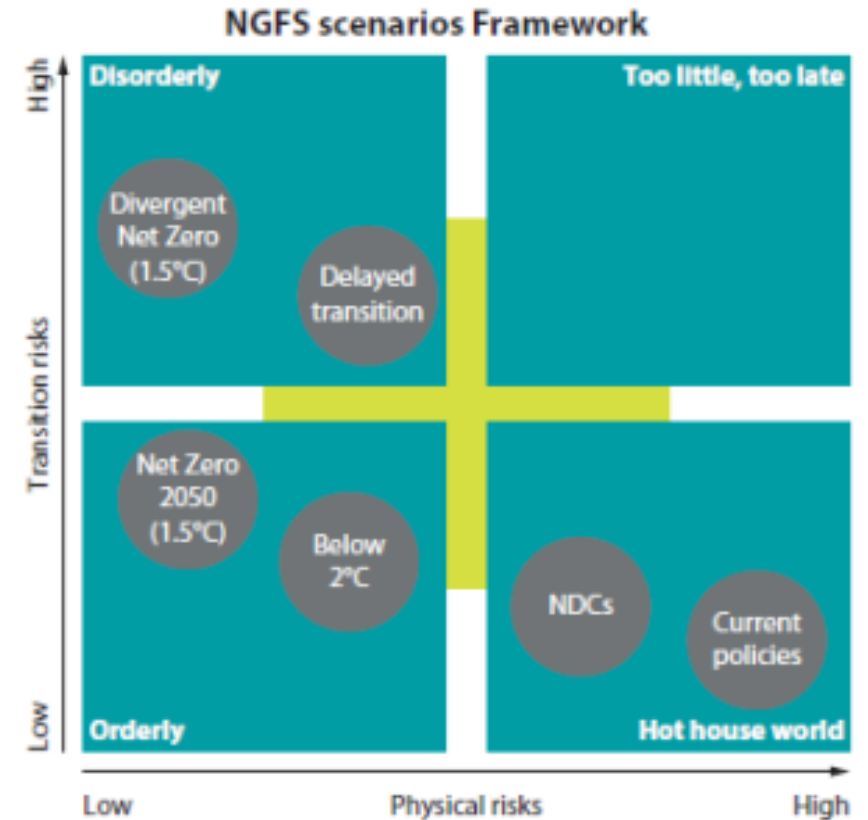 NGFS scenarios Framework
High
Disorderly
Too little, too late
Divergent
Net Zero
(1.5°C)
Delayed
transition
Transition risks
Net Zero
2050
(1.5°C)
Below
2°C
NDCs
Current
policies
Low
Orderly
Hot house world
Low
Physical risks
High